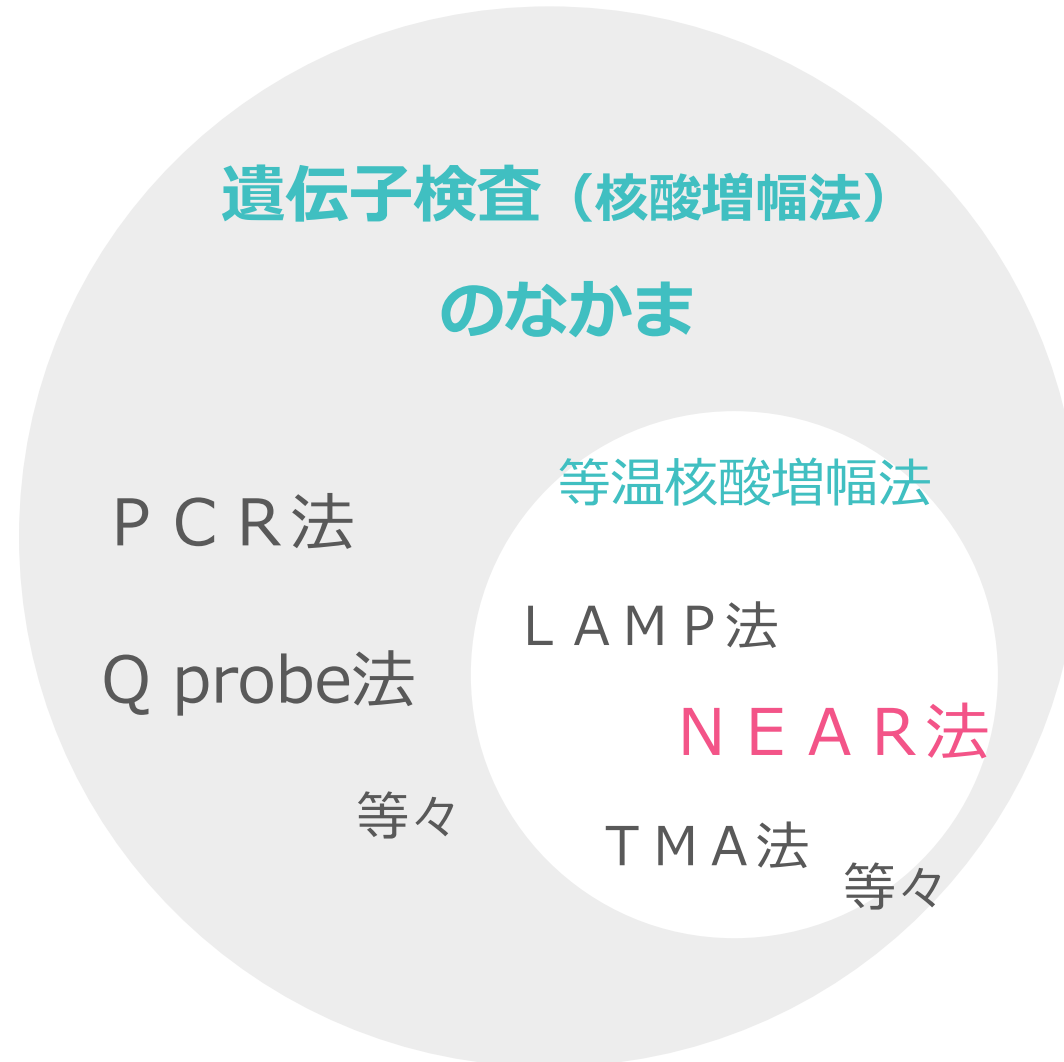 遺伝子検査（核酸増幅法）
のなかま
ＰＣＲ法
Q probe法
等々
等温核酸増幅法
ＬＡＭＰ法
ＮＥＡＲ法
ＴＭＡ法
等々